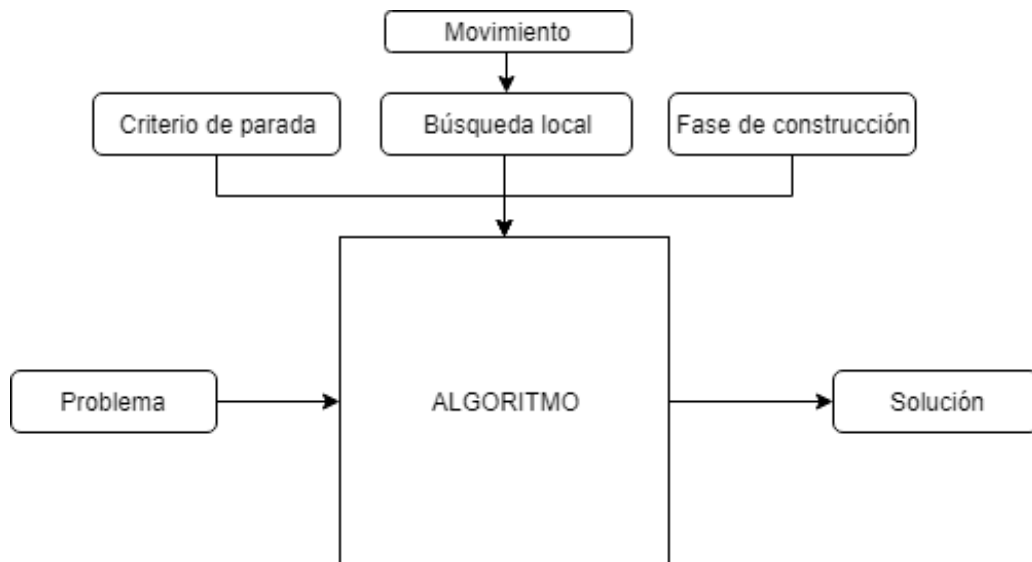 Movimiento
Criterio de parada
Búsqueda local
Fase de construcción
Problema
ALGORITMO
Solución